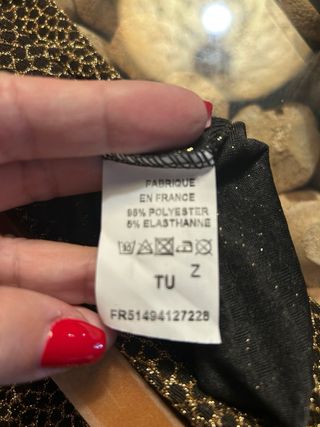 FABRIQUE
EN FRANCE
95% POLYESTER
5% ELASTHANNE
Z
TU
FR51494127228